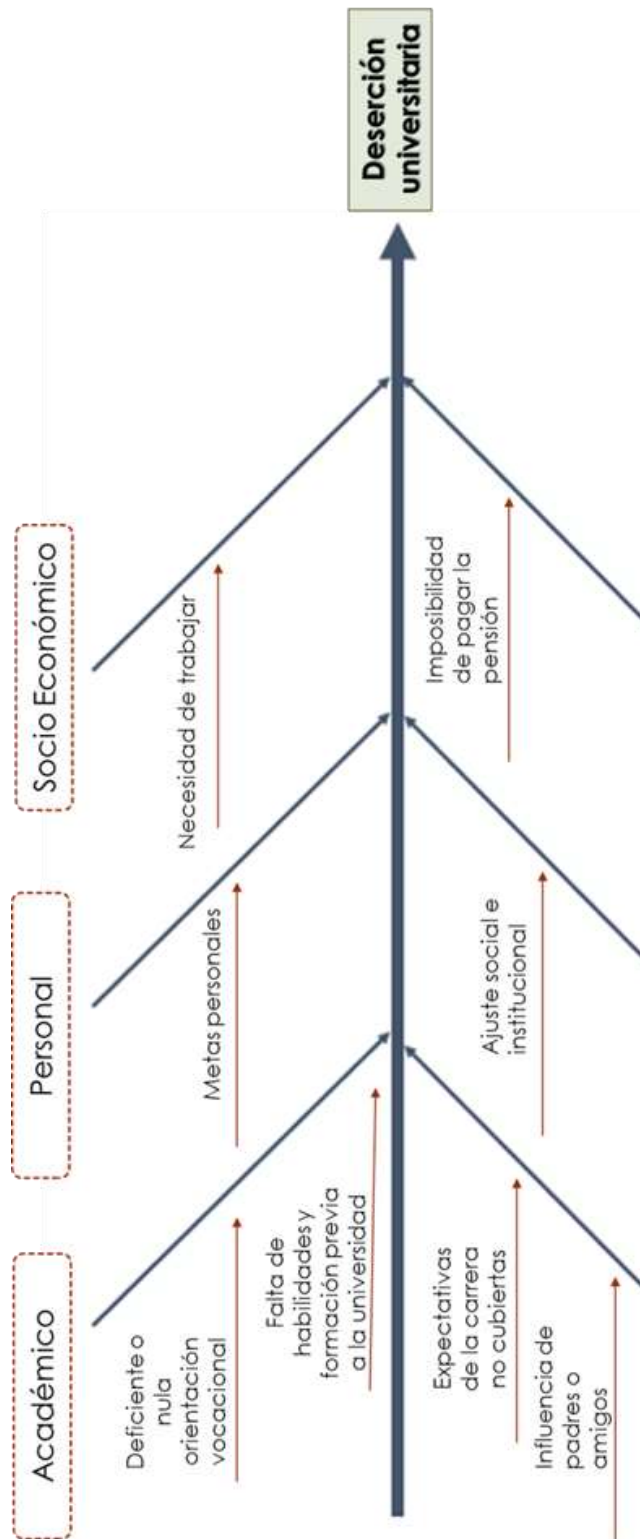 Académico
Personal
Socio Económico
Deficiente o
nula
orientación
vocacional
Metas personales
Necesidad de trabajar
Falta de
habilidades y
formación previa
a la universidad
Deserción
universitaria
Expectativas
de la carrera
no cubiertas
Ajuste social e
institucional
Imposibilidad
de pagar la
pensión
Influencia de
padres o
amigos